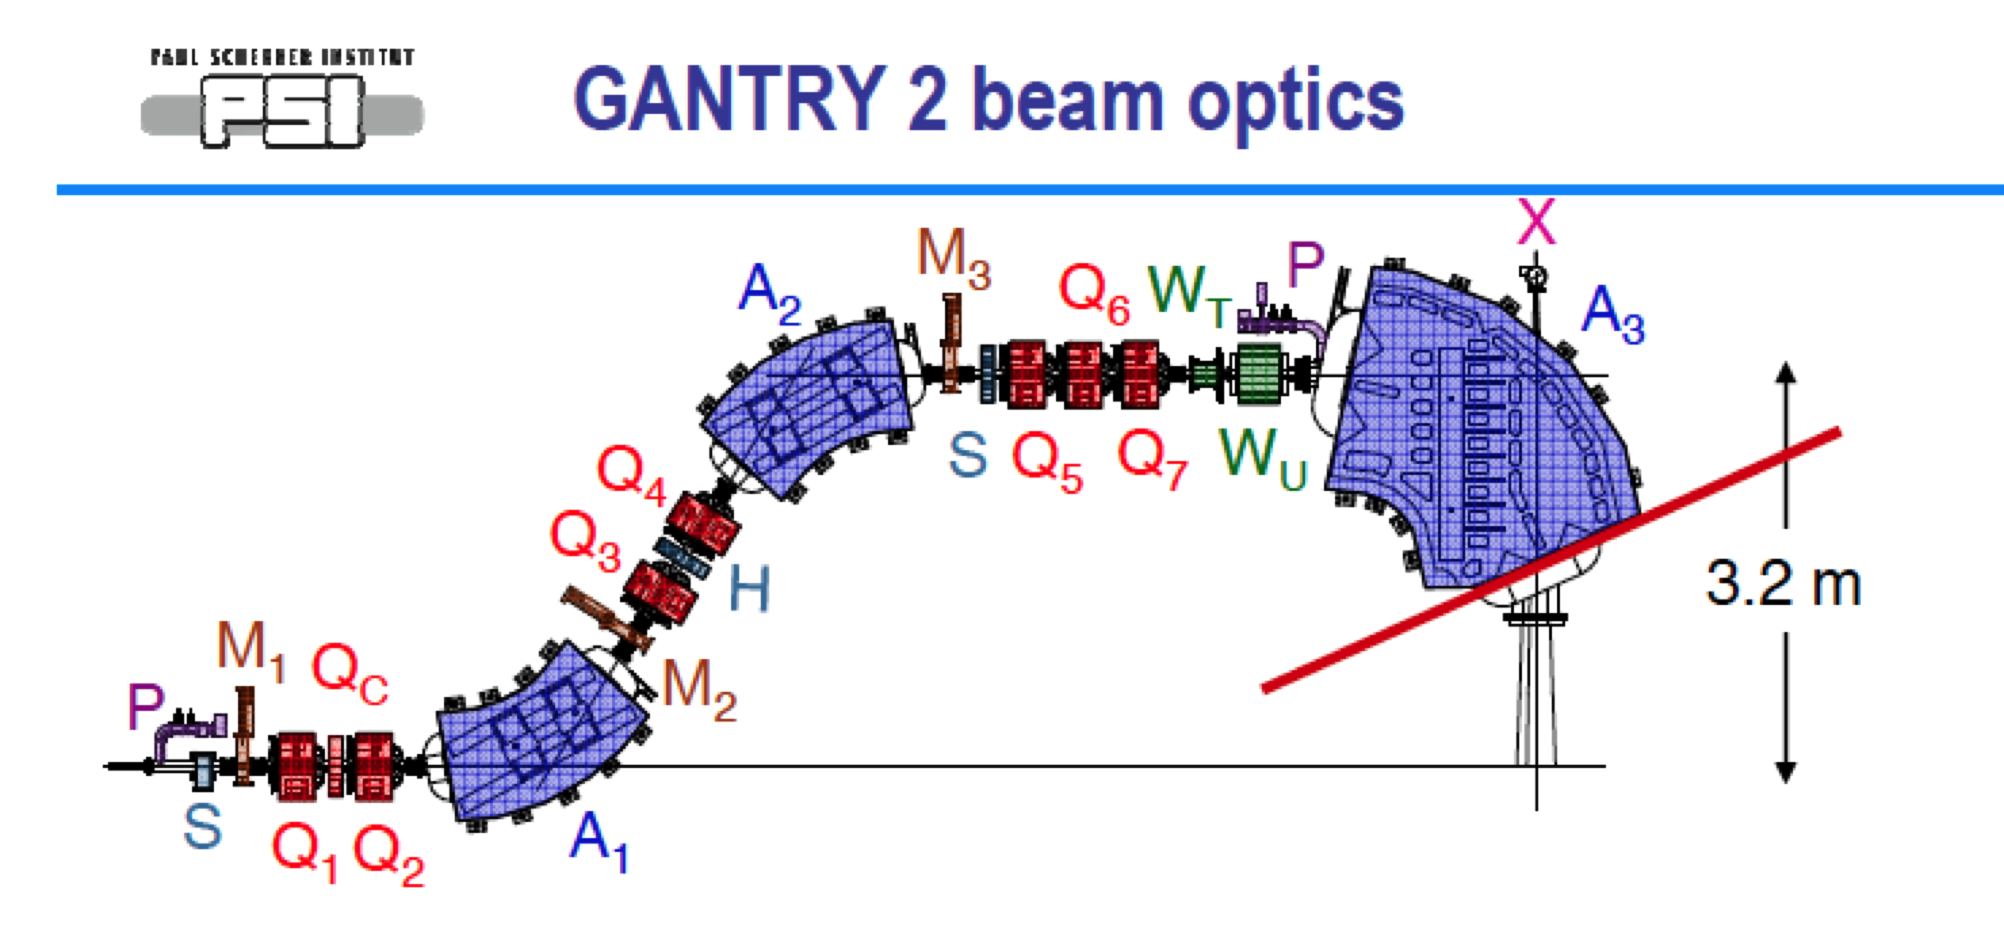 PAUL SCHERRER INSTITUT
PSI
GANTRY 2 beam optics
X
M3
P
A2
Q6
WT
A3
S
Q5
Q7
WU
Q4
Q3
H
3.2 m
M1
QC
M2
P
S
Q1
Q2
A1